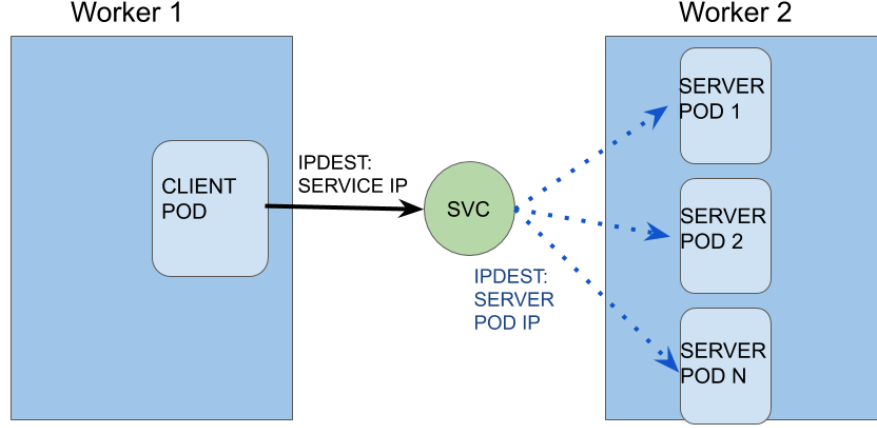 Worker 1
Worker 2
CLIENT
POD
IPDEST:
SERVICE IP
SVC
IPDEST:
SERVER
POD IP
SERVER
POD 1
SERVER
POD 2
SERVER
POD N